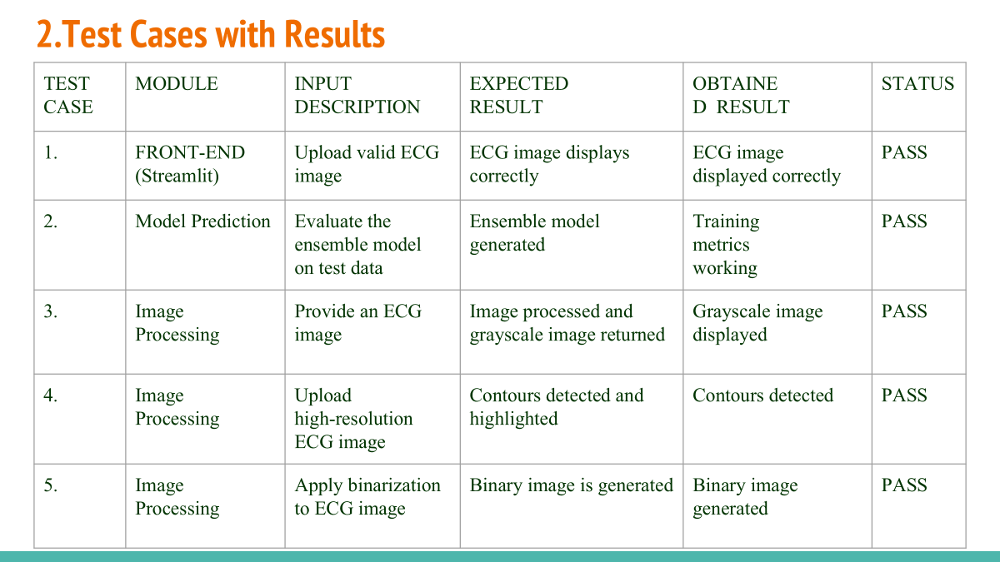 2.Test Cases with Results
TEST
CASE
MODULE
INPUT
DESCRIPTION
EXPECTED
RESULT
OBTAINE
D RESULT
STATUS
1.
FRONT-END
(Streamlit)
Upload valid ECG
image
ECG image displays
correctly
ECG image
displayed correctly
PASS
2.
Model Prediction
Evaluate the
ensemble model
on test data
Ensemble model
generated
Training
metrics
working
PASS
3.
Image
Processing
Provide an ECG
image
Image processed and
grayscale image returned
Grayscale image
displayed
PASS
4.
Image
Processing
Upload
high-resolution
ECG image
Contours detected and
highlighted
Contours detected
PASS
5.
Image
Processing
Apply binarization
to ECG image
Binary image is generated
Binary image
generated
PASS